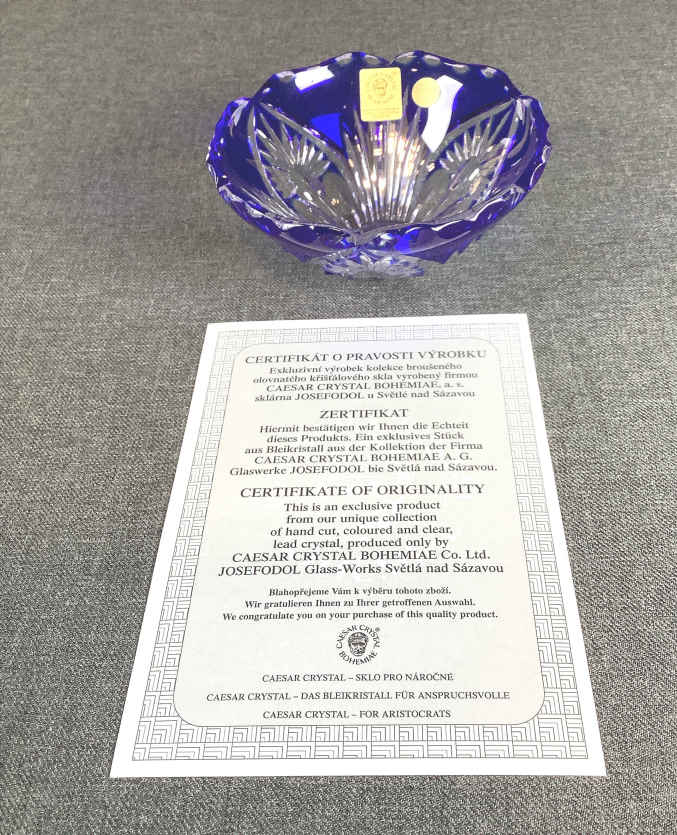 CERTIFIKÁT O PRAVOSTI VÝROBKU
Exkluzivní výrobek kolekce broušeného
olovnatého křišťálového skla vyrobený firmou
CAESAR CRYSTAL BOHEMIAE, a. s.
sklárna JOSEFODOL u Světlé nad Sázavou
ZERTIFIKAT
Hiermit bestätigen wir Ihnen die Echteit
dieses Produkts. Ein exklusives Stück
aus Bleikristall aus der Kollektion der Firma
CAESAR CRYSTAL BOHEMIAE A. G.
Glaswerke JOSEFODOL bie Světlá nad Sázavou.
CERTIFICATE OF ORIGINALITY
This is an exclusive product
from our unique collection
of hand cut, coloured and clear,
lead crystal, produced only by
CAESAR CRYSTAL BOHEMIAE Co. Ltd.
JOSEFODOL Glass-Works Světlá nad Sázavou
Blahopřejeme Vám k výběru tohoto zboží.
Wir gratulieren Ihnen zu Ihrer getroffenen Auswahl.
We congratulate you on your purchase of this quality product.
CAESAR CRYSTAL ®
BOHEMIAE
CAESAR CRYSTAL – SKLO PRO NÁROČNÉ
CAESAR CRYSTAL – DAS BLEIKRISTALL FÜR ANSPRUCHSVOLLE
CAESAR CRYSTAL – FOR ARISTOCRATS